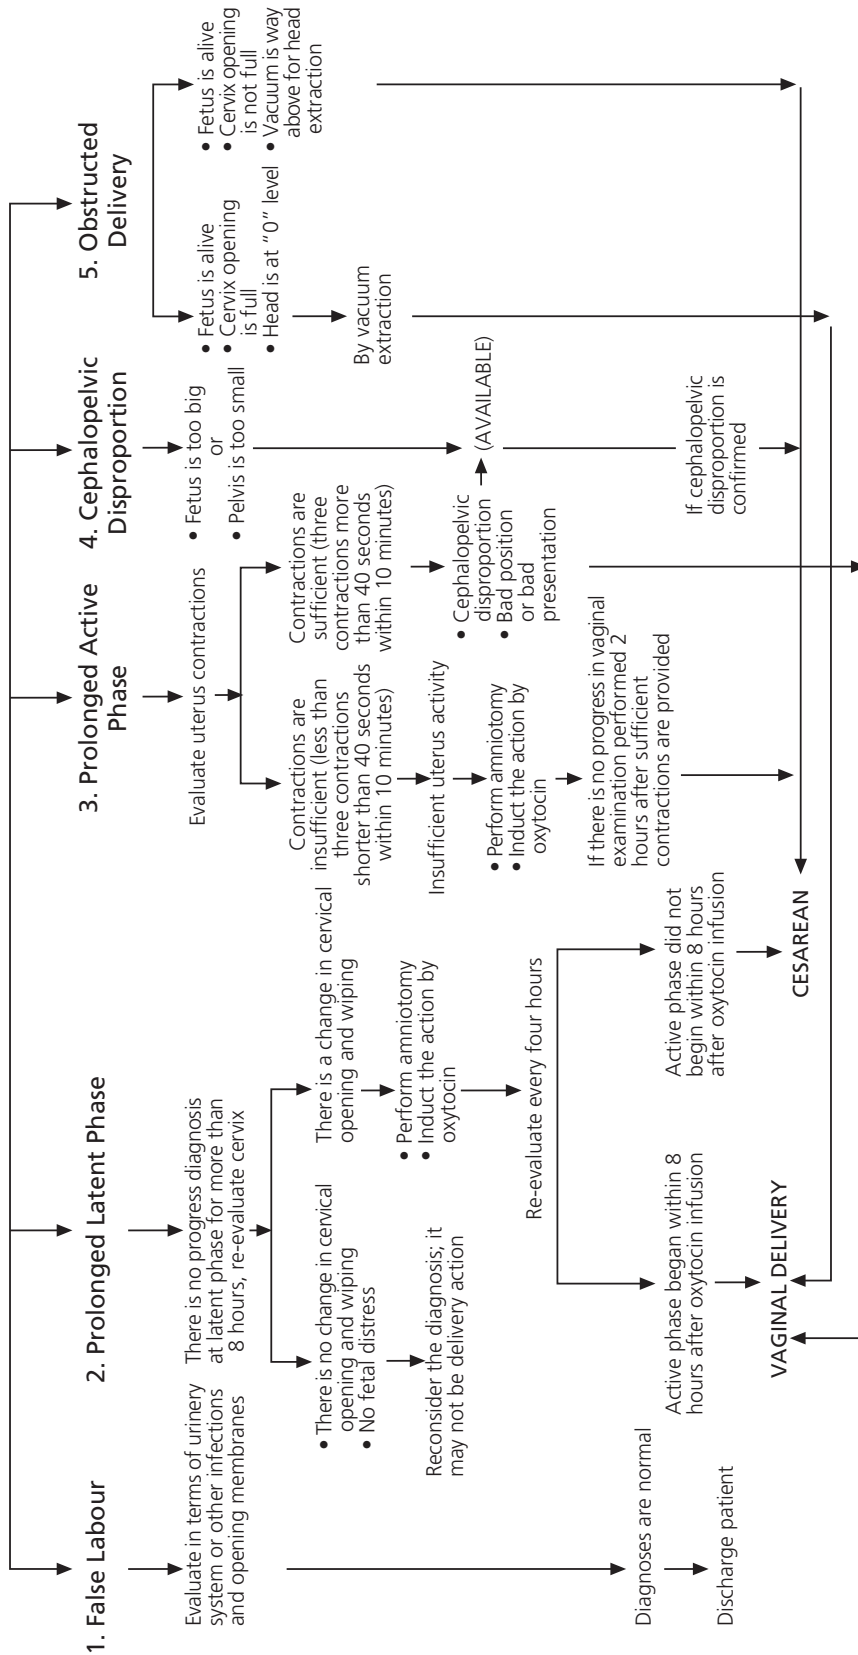 1. False Labour
Evaluate in terms of urinery
system or other infections
and opening membranes
Diagnoses are normal
Discharge patient
2. Prolonged Latent Phase
There is no progress diagnosis
at latent phase for more than
8 hours, re-evaluate cervix
• There is no change in cervical
opening and wiping
• No fetal distress
Reconsider the diagnosis; it
may not be delivery action
There is a change in cervical
opening and wiping
• Perform amniotomy
• Induct the action by
oxytocin
Re-evaluate every four hours
Active phase began within 8
hours after oxytocin infusion
VAGINAL DELIVERY
Active phase did not
begin within 8 hours
after oxytocin infusion
CESAREAN
3. Prolonged Active
Phase
Evaluate uterus contractions
Contractions are
insufficient (less than
three contractions
shorter than 40 seconds
within 10 minutes)
Insufficient uterus activity
• Perform amniotomy
• Induct the action by
oxytocin
If there is no progress in vaginal
examination performed 2
hours after sufficient
contractions are provided
Contractions are
sufficient (three
contractions more
than 40 seconds
within 10 minutes)
• Cephalopelvic
disproportion
• Bad position
or bad
presentation
4. Cephalopelvic
Disproportion
• Fetus is too big
or
• Pelvis is too small
(AVAILABLE)
If cephalopelvic
disproportion is
confirmed
5. Obstructed
Delivery
• Fetus is alive
• Cervix opening
is full
• Head is at “0” level
By vacuum
extraction
• Fetus is alive
• Cervix opening
is not full
• Vacuum is way
above for head
extraction